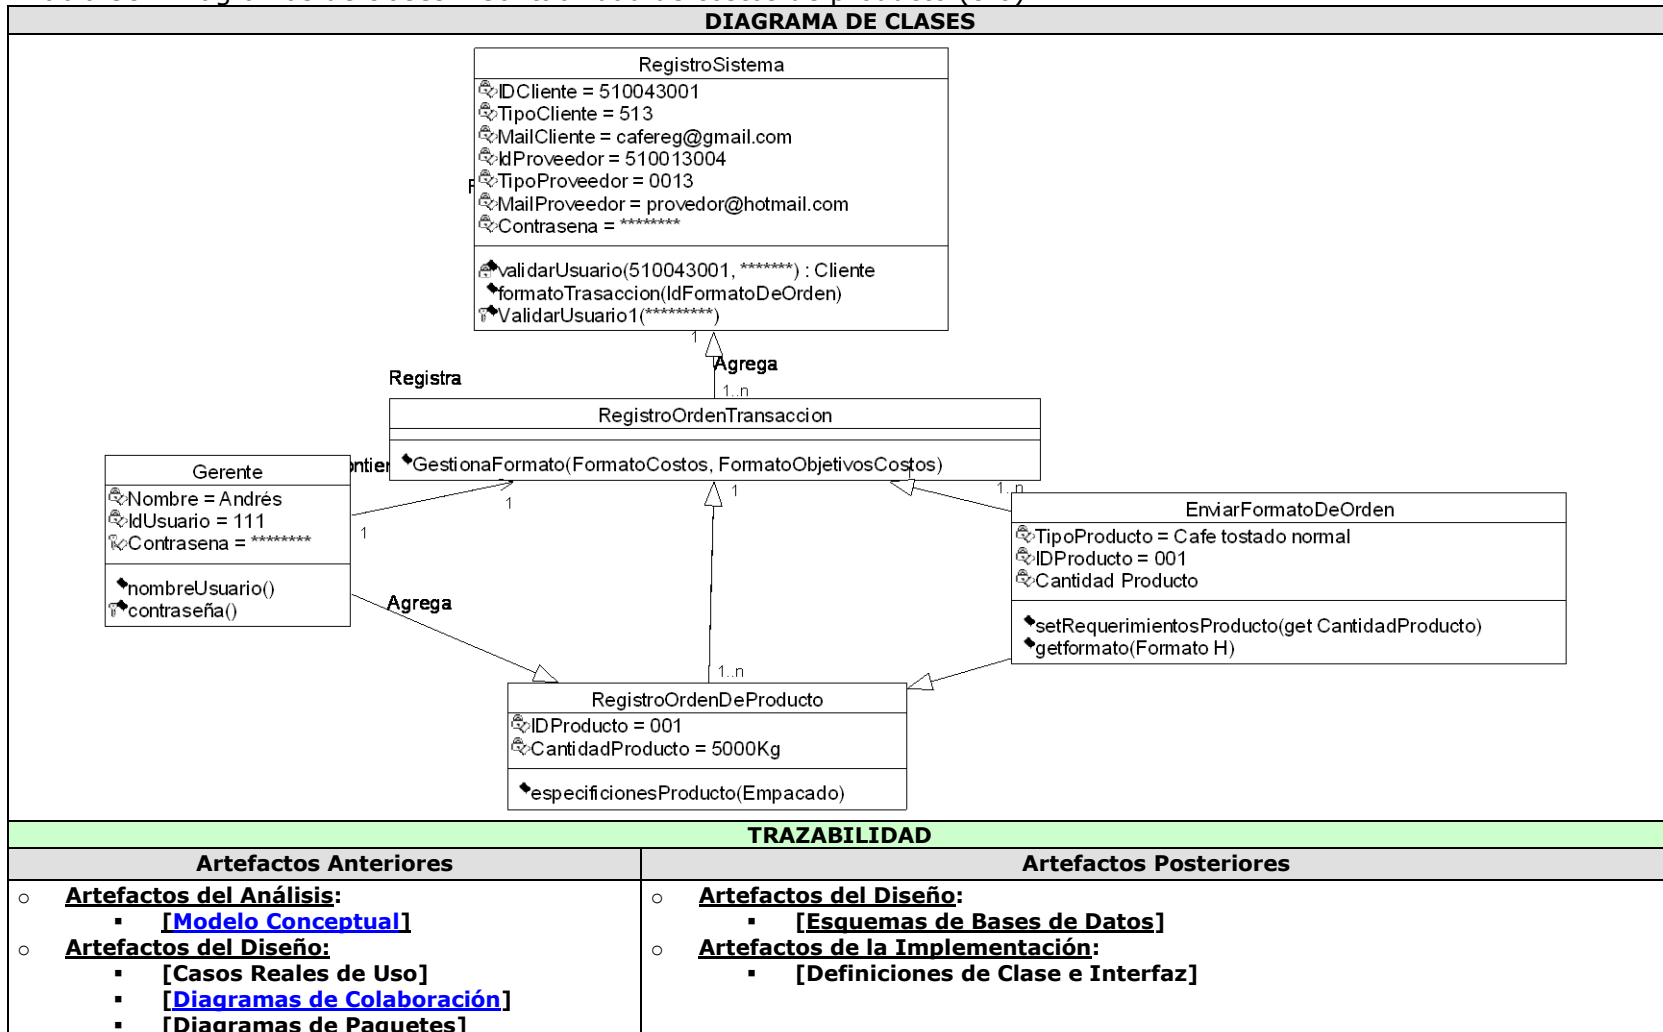 DIAGRAMA DE CLASES
RegistroSistema
IDCliente = 510043001
TipoCliente = 513
MailCliente = cafereg@gmail.com
IdProveedor = 510013004
TipoProveedor = 0013
MailProveedor = provedor@hotmail.com
Contrasena = ********
validarUsuario(510043001, *******) : Cliente
formatoTrasaccion(IdFormatoDeOrden)
ValidarUsuario1(*********)
1
Agrega
Registra
1..n
RegistroOrdenTransaccion
GestionaFormato(FormatoCostos, FormatoObjetivosCostos)
Gerente
Nombre = Andrés
IdUsuario = 111
Contrasena = ********
nombreUsuario()
contraseña()
1
1
1
1..n
EnviarFormatoDeOrden
TipoProducto = Cafe tostado normal
IDProducto = 001
Cantidad Producto
setRequerimientosProducto(get CantidadProducto)
getformato(Formato H)
Agrega
1..n
RegistroOrdenDeProducto
IDProducto = 001
CantidadProducto = 5000Kg
especificionesProducto(Empacado)
TRAZABILIDAD
Artefactos Anteriores
Artefactos Posteriores
o Artefactos del Análisis:
▪ [Modelo Conceptual]
o Artefactos del Diseño:
▪ [Casos Reales de Uso]
▪ [Diagramas de Colaboración]
▪ [Diagramas de Paquetes]
o Artefactos del Diseño:
▪ [Esquemas de Bases de Datos]
o Artefactos de la Implementación:
▪ [Definiciones de Clase e Interfaz]